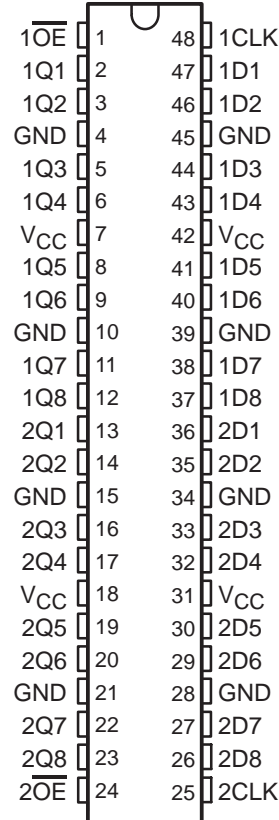 1O̅E̅ 1 48 1CLK
1Q1 2 47 1D1
1Q2 3 46 1D2
GND 4 45 GND
1Q3 5 44 1D3
1Q4 6 43 1D4
VCC 7 42 VCC
1Q5 8 41 1D5
1Q6 9 40 1D6
GND 10 39 GND
1Q7 11 38 1D7
1Q8 12 37 1D8
2Q1 13 36 2D1
2Q2 14 35 2D2
GND 15 34 GND
2Q3 16 33 2D3
2Q4 17 32 2D4
VCC 18 31 VCC
2Q5 19 30 2D5
2Q6 20 29 2D6
GND 21 28 GND
2Q7 22 27 2D7
2Q8 23 26 2D8
2O̅E̅ 24 25 2CLK